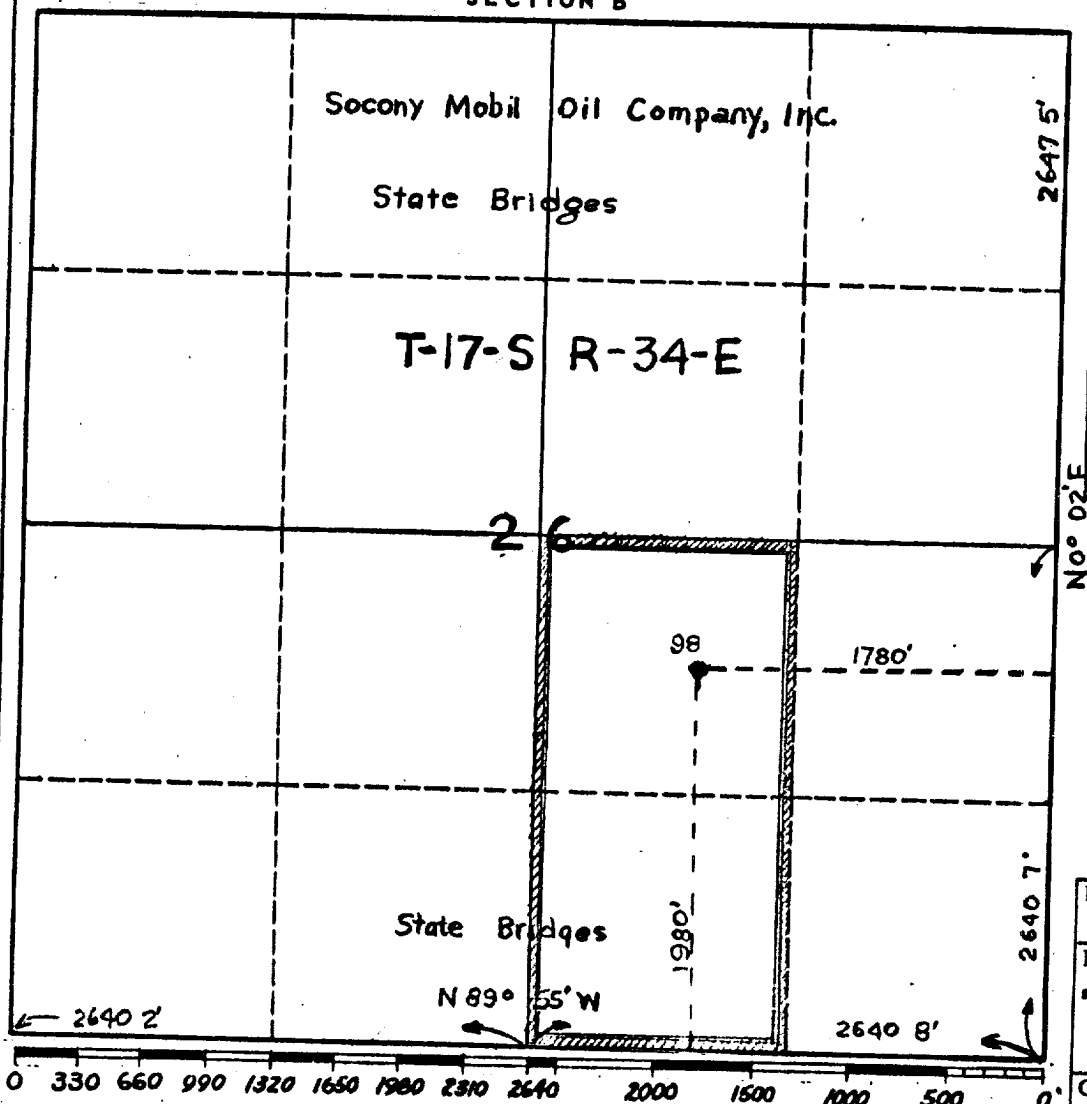 SECTION B
Socony Mobil Oil Company, Inc.
2647 5'
State Bridges
T-17-S R-34-E
26
N0° 02' E
98
1780'
1980'
2640 7'
State Bridges
N 89° 55' W
2640 2'
2640 8'
0 330 660 990 1320 1650 1980 2310 2640 2000 1500 1000 500 0'